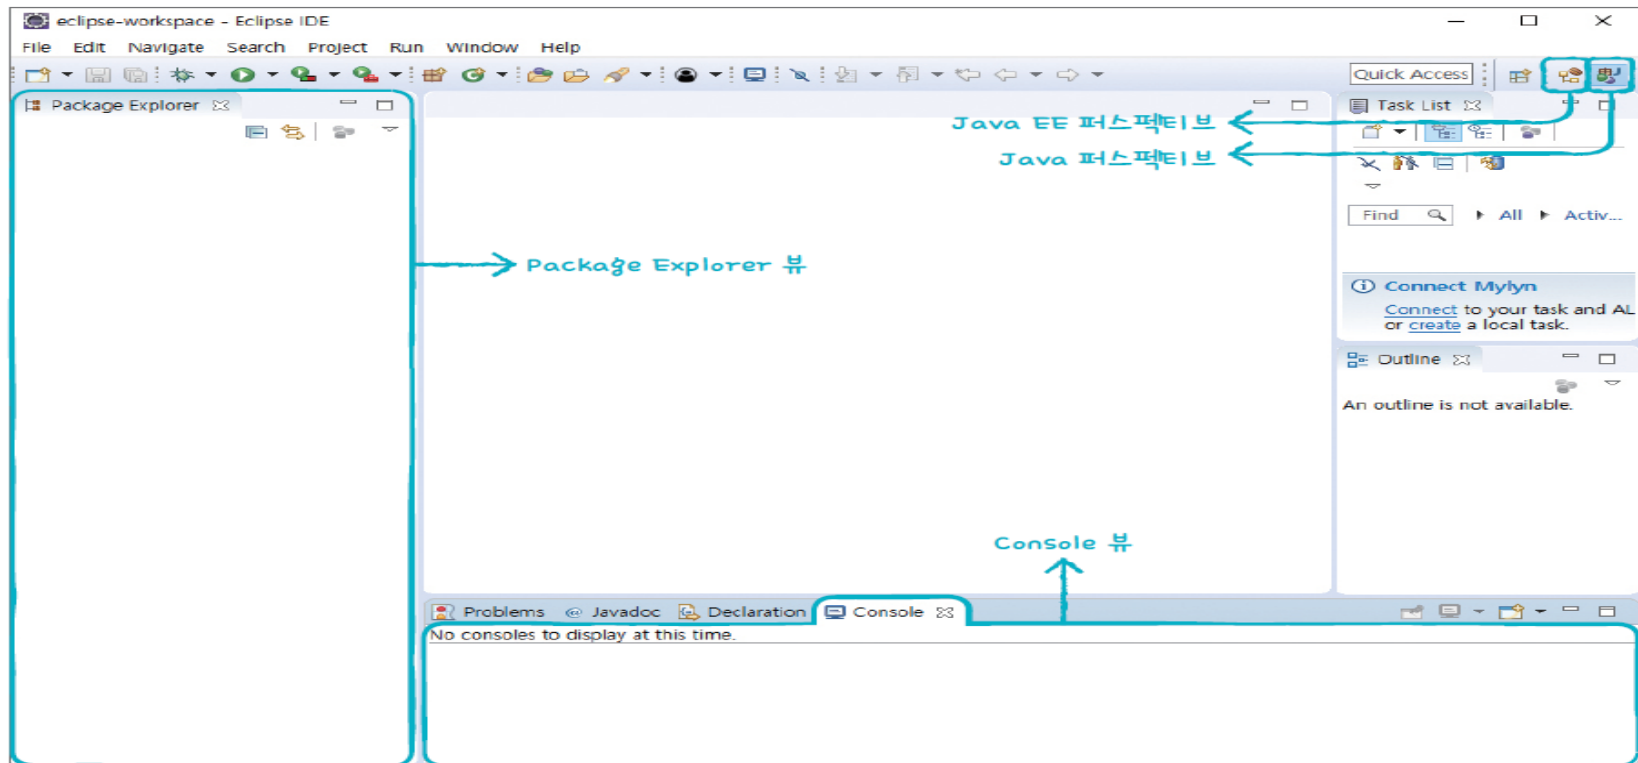 eclipse-workspace - Eclipse IDE
File Edit Navigate Search Project Run Window Help
Quick Access
Package Explorer
Task List
Java EE 퍼스펙티브
Java 퍼스펙티브
Find All Activ...
Package Explorer 뷰
Connect Mylyn
Connect to your task and AL
or create a local task.
Outline
An outline is not available.
Console 뷰
Problems @ Javadoc Declaration Console
No consoles to display at this time.